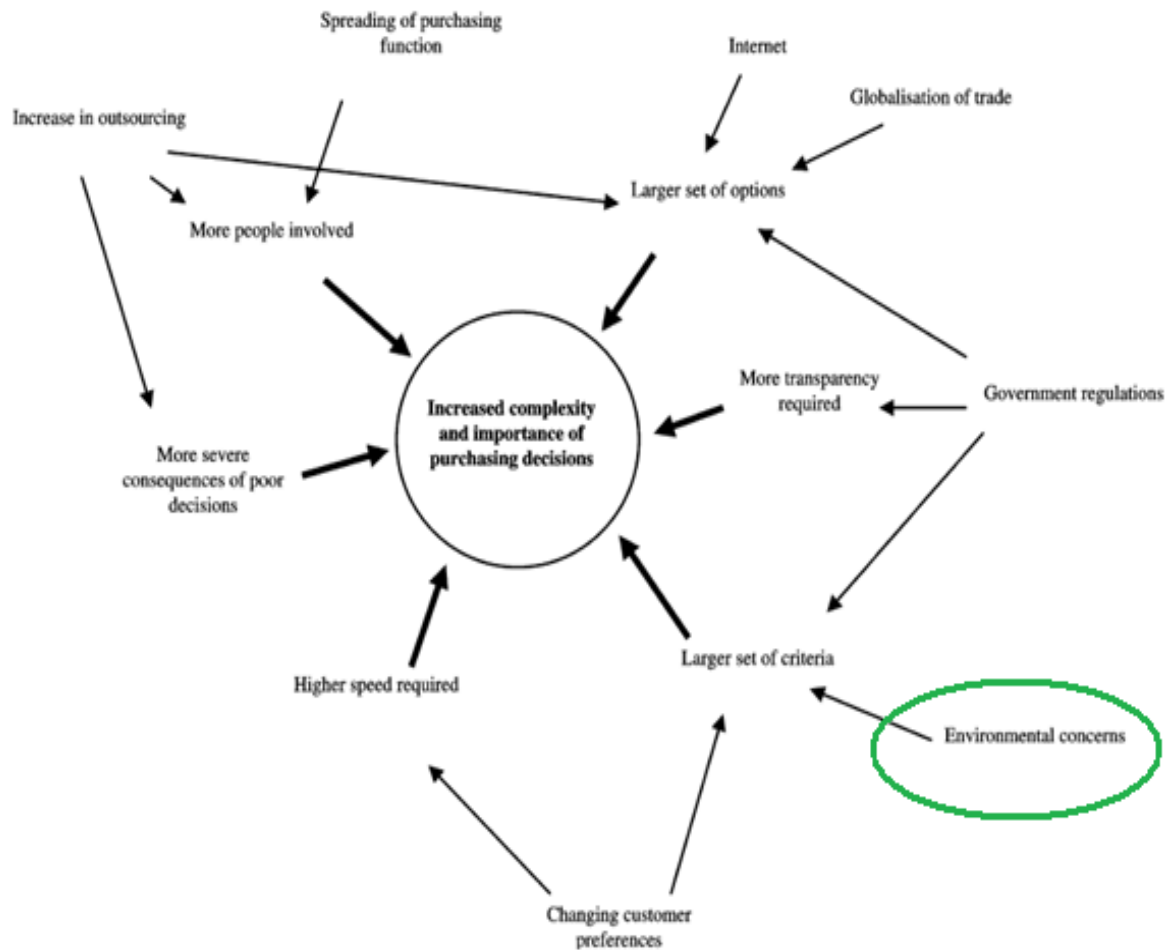 Spreading of purchasing
function
Internet
Globalisation of trade
Increase in outsourcing
Larger set of options
More people involved
More transparency
required
Government regulations
Increased complexity
and importance of
purchasing decisions
More severe
consequences of poor
decisions
Larger set of criteria
Higher speed required
Environmental concerns
Changing customer
preferences